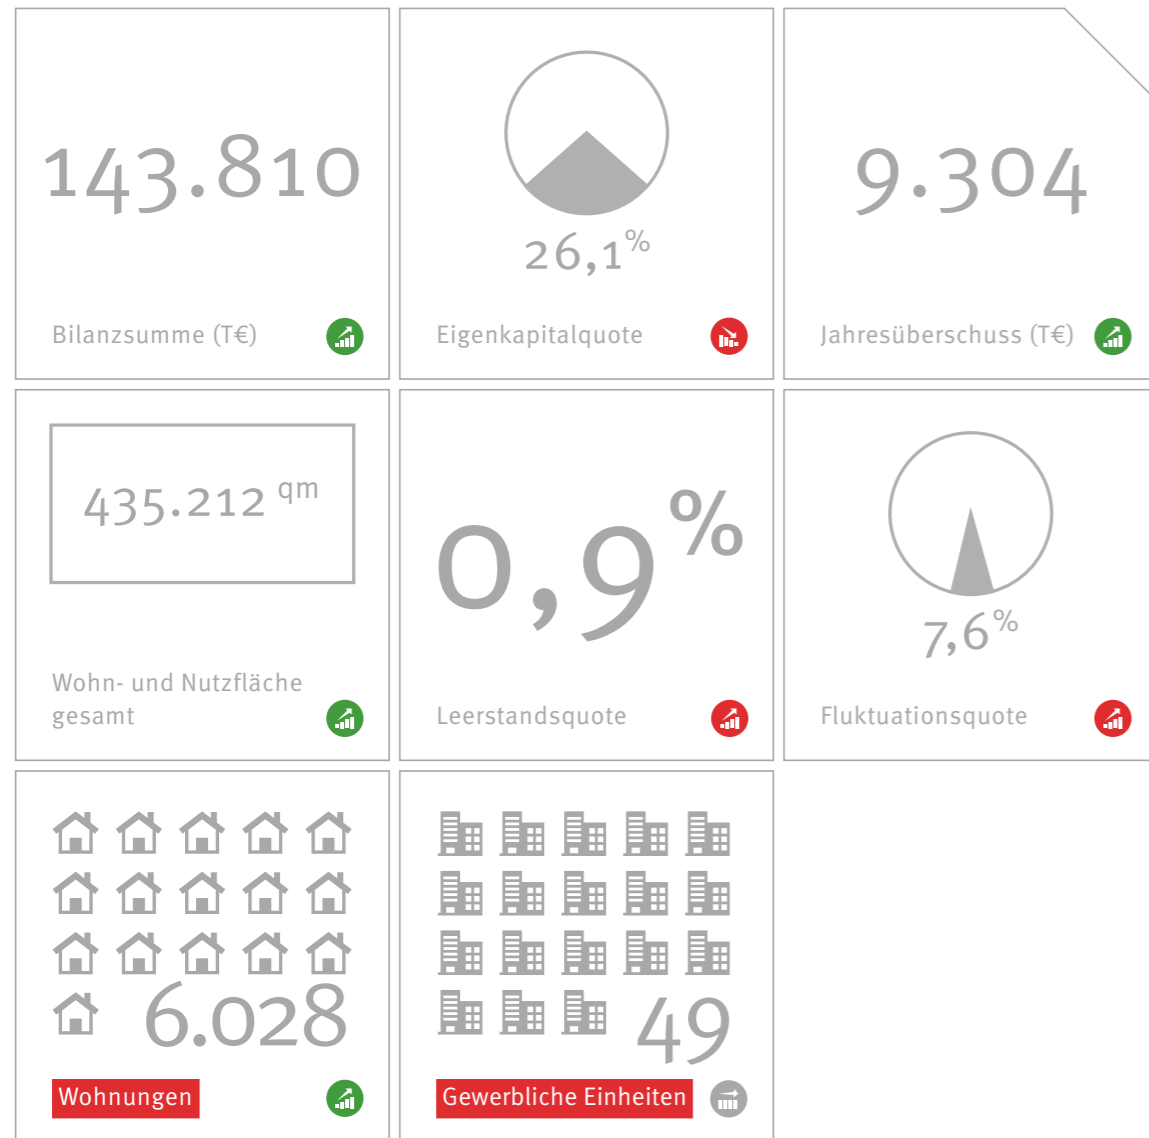 143.810
Bilanzsumme (T€)
26,1%
Eigenkapitalquote
9.304
Jahresüberschuss (T€)
435.212 qm
Wohn- und Nutzfläche
gesamt
0,9%
Leerstandsquote
7,6%
Fluktuationsquote
6.028
Wohnungen
49
Gewerbliche Einheiten